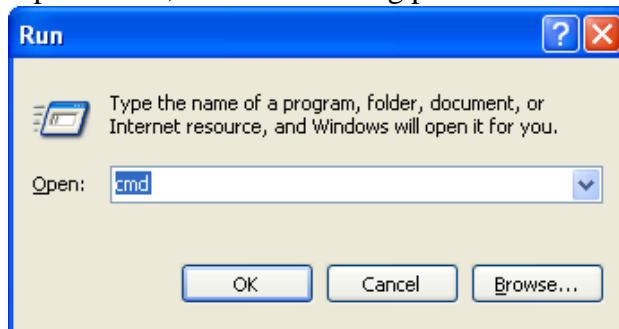 Run
Type the name of a program, folder, document, or
Internet resource, and Windows will open it for you.
Open:
cmd
OK
Cancel
Browse...